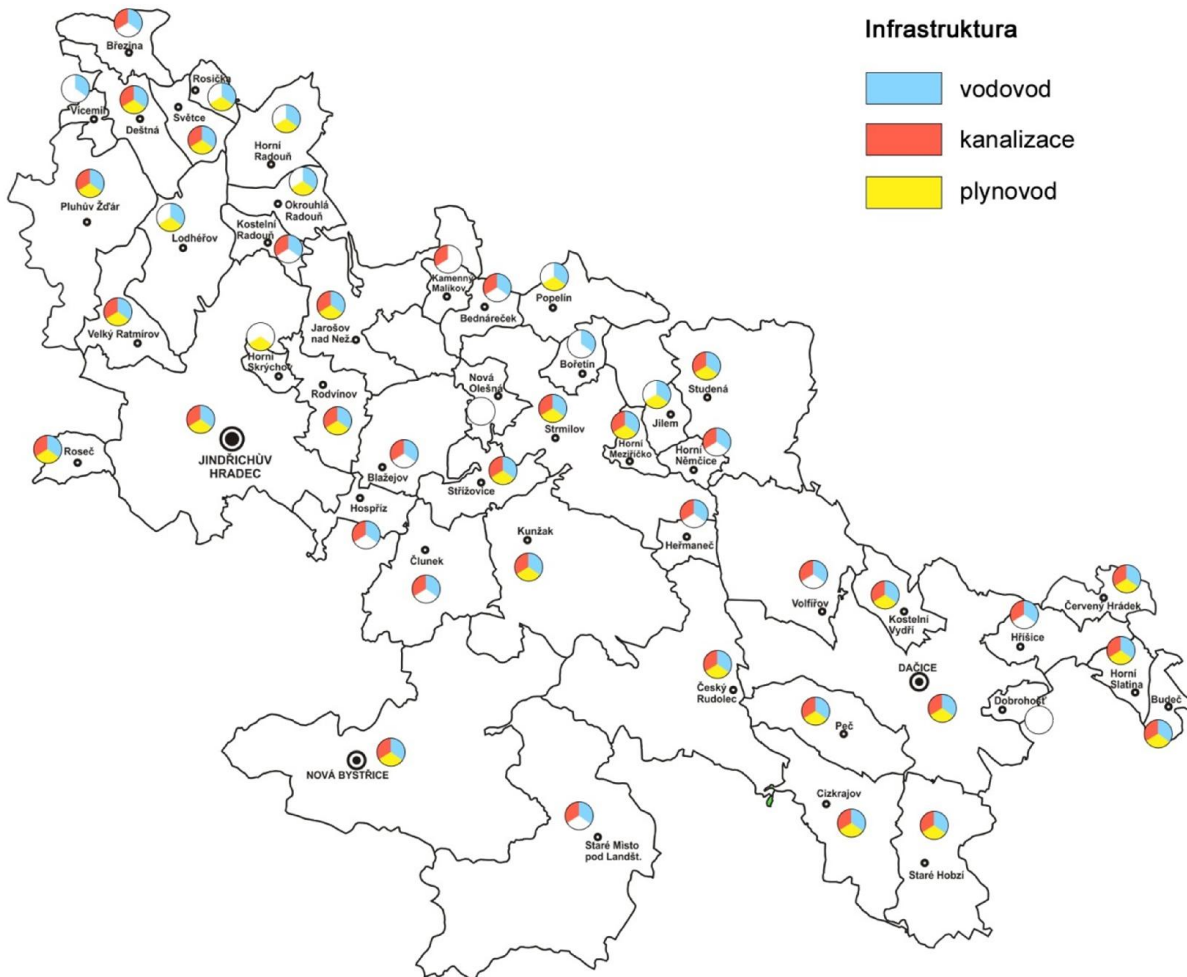 Infrastruktura
vodovod
kanalizace
plynovod
Březina
Vícemil
Deštná
Rosička
Světce
Horní
Radouň
Pluhův Žďár
Lodhéřov
Okrouhlá
Radouň
Kostelní
Radouň
Kamenný
Malíkov
Bednáreček
Popelín
Velký Ratmírov
Jarošov
nad Než.
Horní
Skrýchov
Rodvínov
Nová
Olešná
Bořetín
Studená
Strmilov
Jilem
Horní
Meziříčko
Horní
Němčice
Roseč
JINDŘICHŮV
HRADEC
Blažejov
Střížovice
Hospříz
Člunek
Kunžak
Heřmaneč
Volfířov
Kostelní
Vydří
Červený Hrádek
Hříšice
Český
Rudolec
DAČICE
Horní
Slatina
Budeč
Dobrohošť
Peč
NOVÁ BYSTŘICE
Cizkrajov
Staré Místo
pod Landšt.
Staré Hobzí